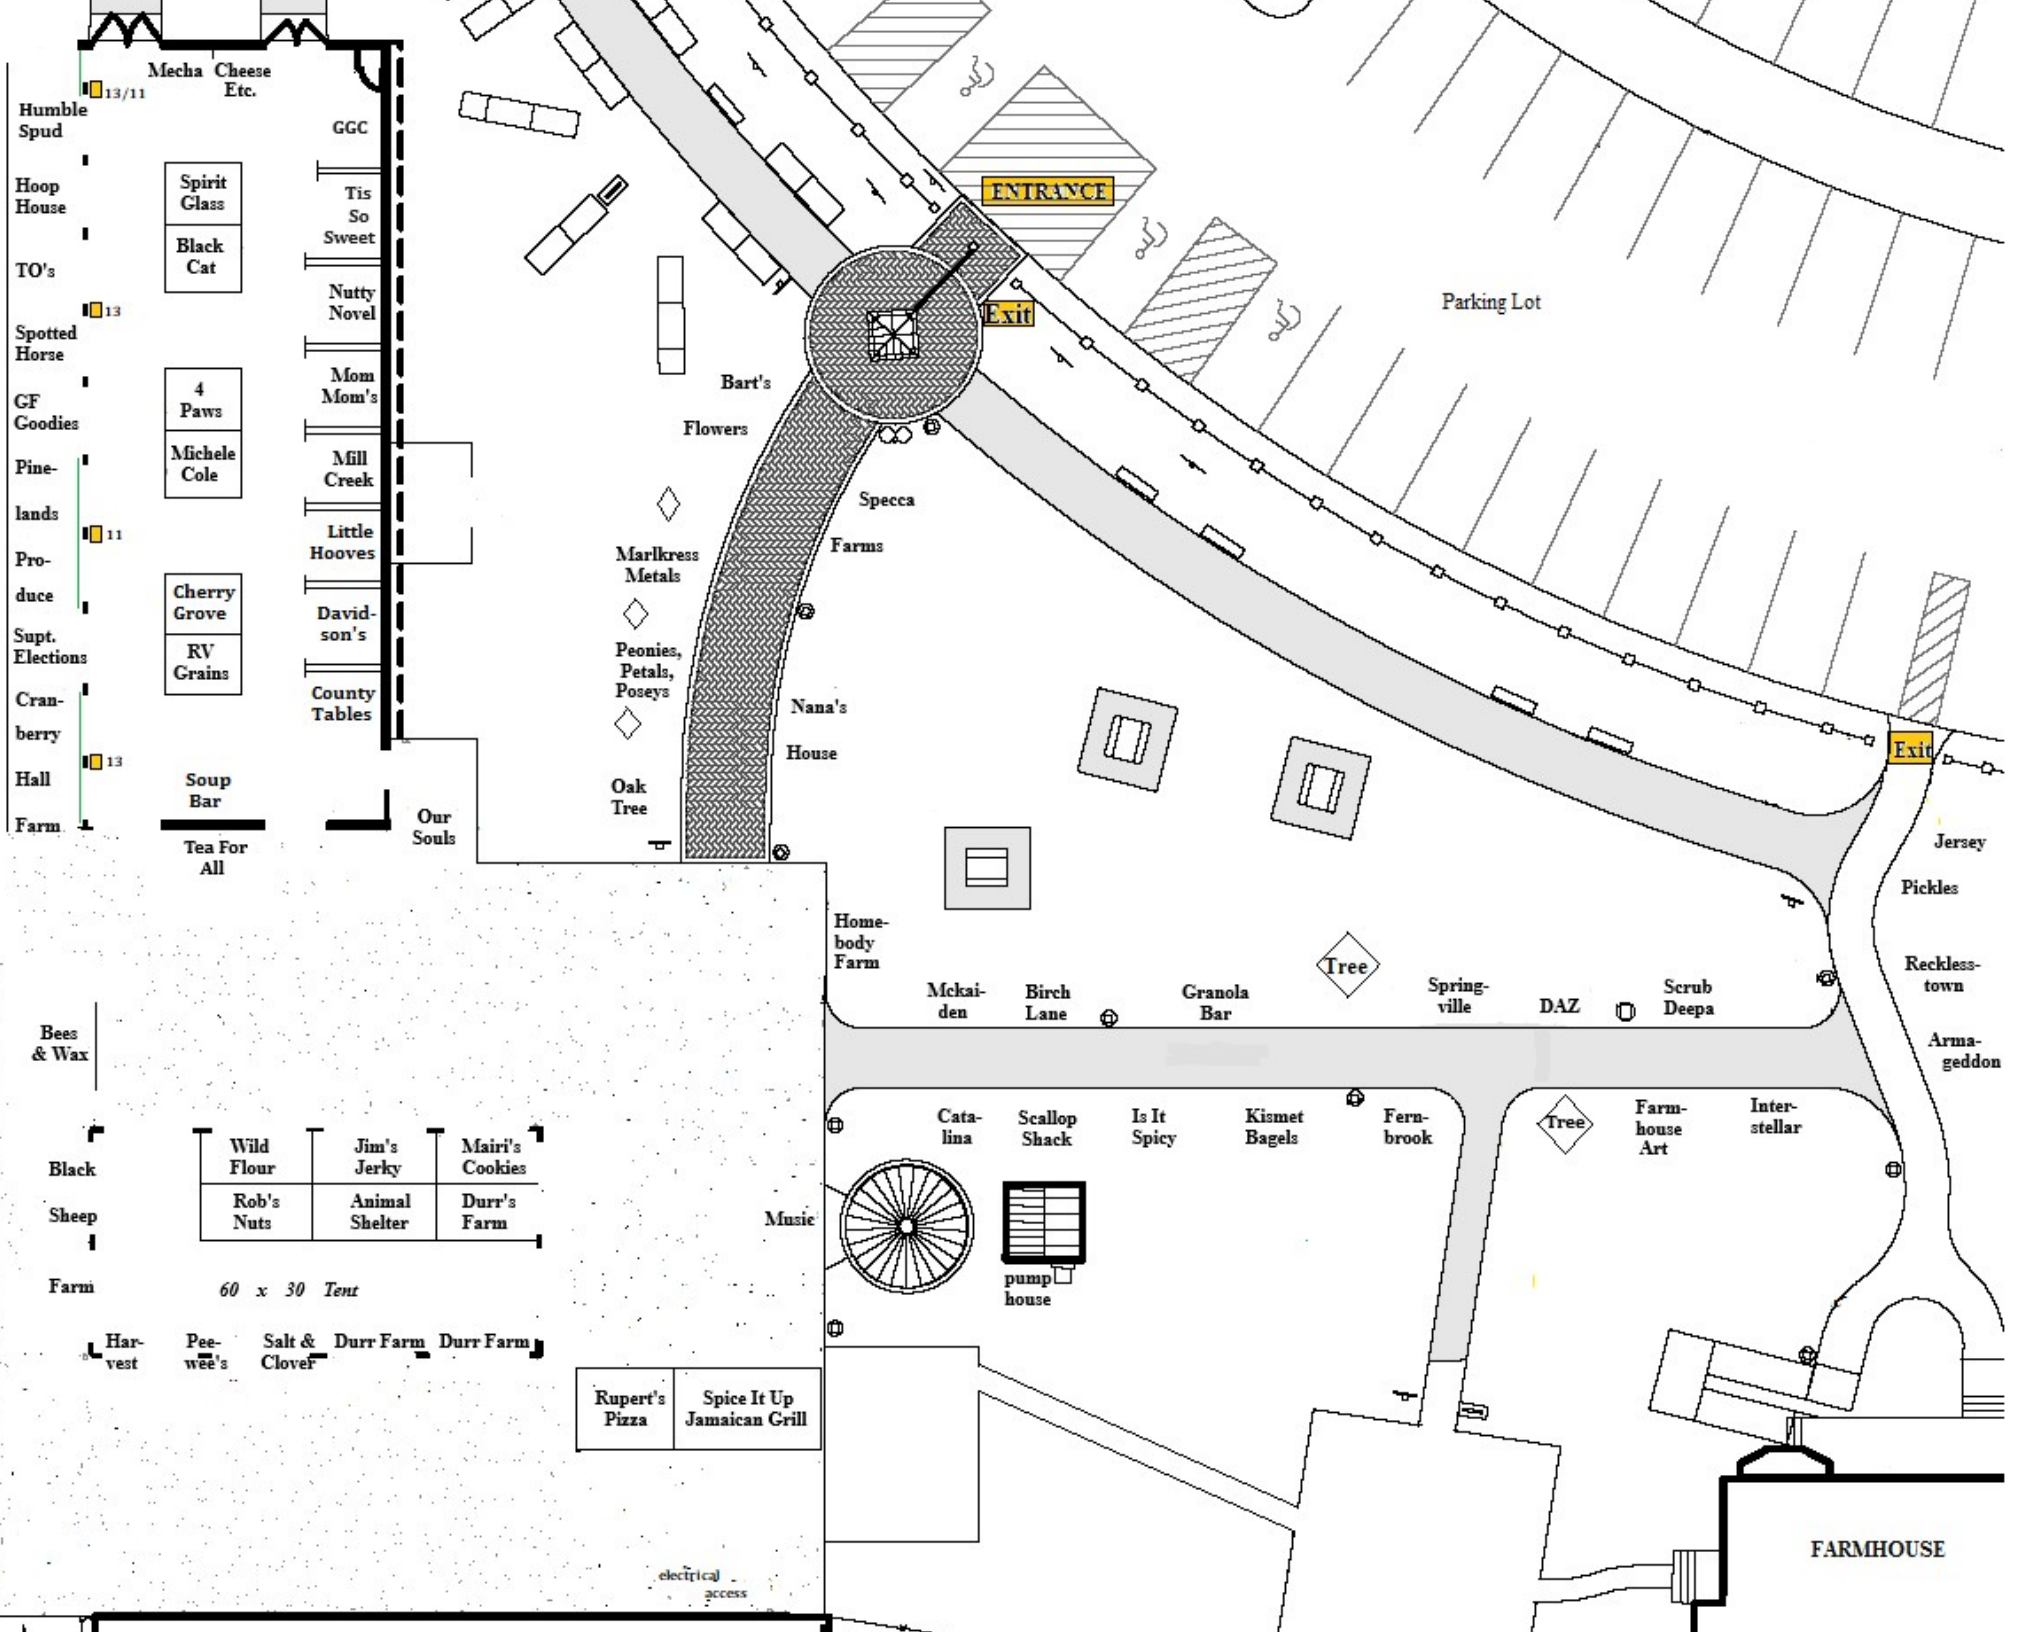 Mecha
Cheese
Etc.
13/11
Humble
Spud
GGC
Hoop
House
Spirit
Glass
Black
Cat
Tis
So
Sweet
TO's
13
Nutty
Novel
Spotted
Horse
4
Paws
Mom
Mom's
GF
Goodies
Michele
Cole
Mill
Creek
Pine-
lands
Pro-
duce
11
Little
Hooves
Cherry
Grove
RV
Grains
David-
son's
Supt.
Elections
County
Tables
Cran-
berry
Hall
Farm
13
Soup
Bar
Tea For
All
Our
Souls
ENTRANCE
Exit
Parking Lot
Bart's
Flowers
Specca
Farms
Marlkress
Metals
Peonies,
Petals,
Poseys
Nana's
House
Oak
Tree
Exit
Jersey
Pickles
Home-
body
Farm
Mckai-
den
Birch
Lane
Granola
Bar
Tree
Spring-
ville
DAZ
Scrub
Deepa
Reckless-
town
Arma-
geddon
Bees
& Wax
Cata-
lina
Scallop
Shack
Is It
Spicy
Kismet
Bagels
Fern-
brook
Tree
Farm-
house
Art
Inter-
stellar
Black
Sheep
Farm
Wild
Flour
Jim's
Jerky
Mairi's
Cookies
Rob's
Nuts
Animal
Shelter
Durr's
Farm
Music
pump
house
60 x 30 Tent
Har-
vest
Pee-
wee's
Salt &
Clover
Durr Farm
Durr Farm
Rupert's
Pizza
Spice It Up
Jamaican Grill
electrical
access
FARMHOUSE